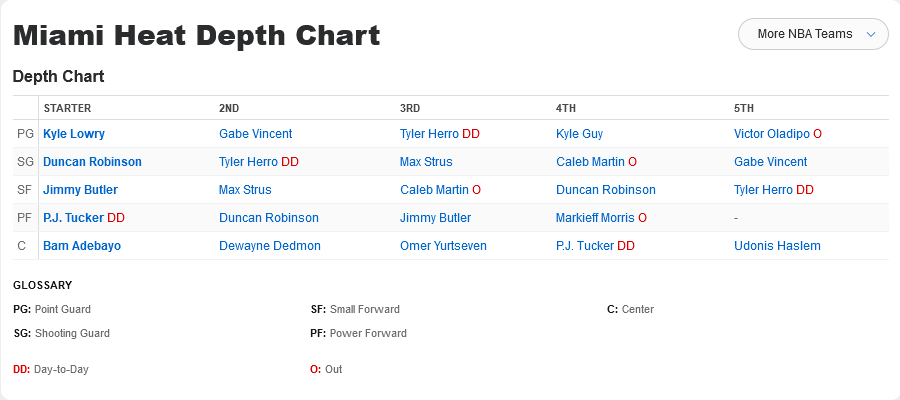 Miami Heat Depth Chart
More NBA Teams
Depth Chart
STARTER 2ND 3RD 4TH 5TH
PG Kyle Lowry Gabe Vincent Tyler Herro DD Kyle Guy Victor Oladipo O
SG Duncan Robinson Tyler Herro DD Max Strus Caleb Martin O Gabe Vincent
SF Jimmy Butler Max Strus Caleb Martin O Duncan Robinson Tyler Herro DD
PF P.J. Tucker DD Duncan Robinson Jimmy Butler Markieff Morris O -
C Bam Adebayo Dewayne Dedmon Omer Yurtseven P.J. Tucker DD Udonis Haslem
GLOSSARY
PG: Point Guard SF: Small Forward C: Center
SG: Shooting Guard PF: Power Forward
DD: Day-to-Day O: Out